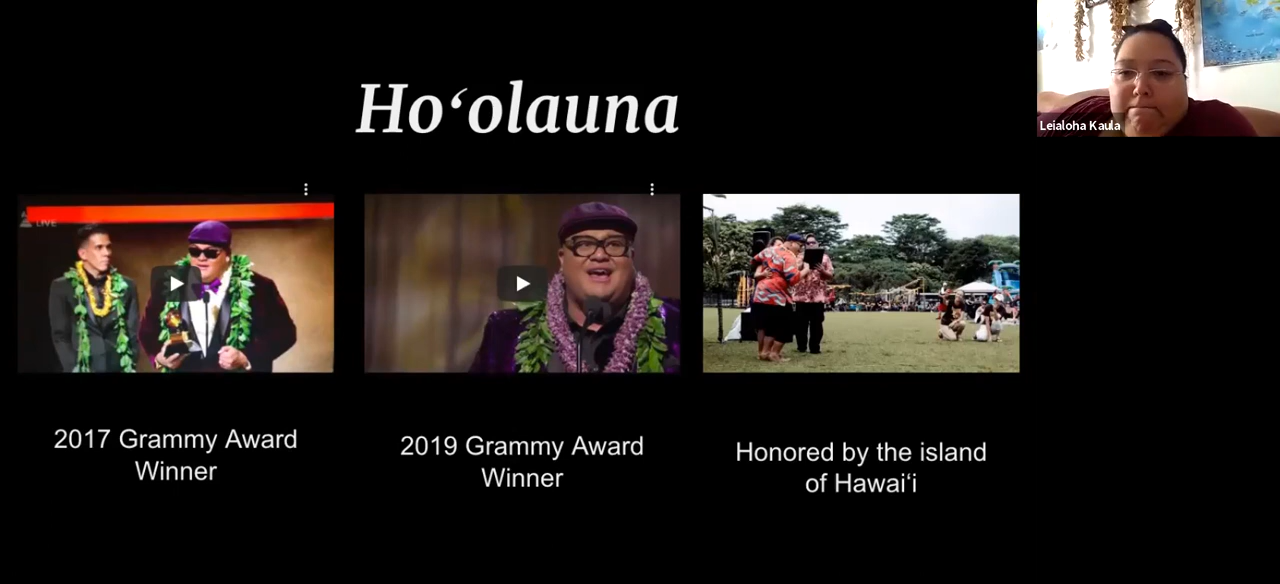 Hoʻolauna
Leialoha Kaula
LIVE
2017 Grammy Award
Winner
2019 Grammy Award
Winner
Honored by the island
of Hawaiʻi